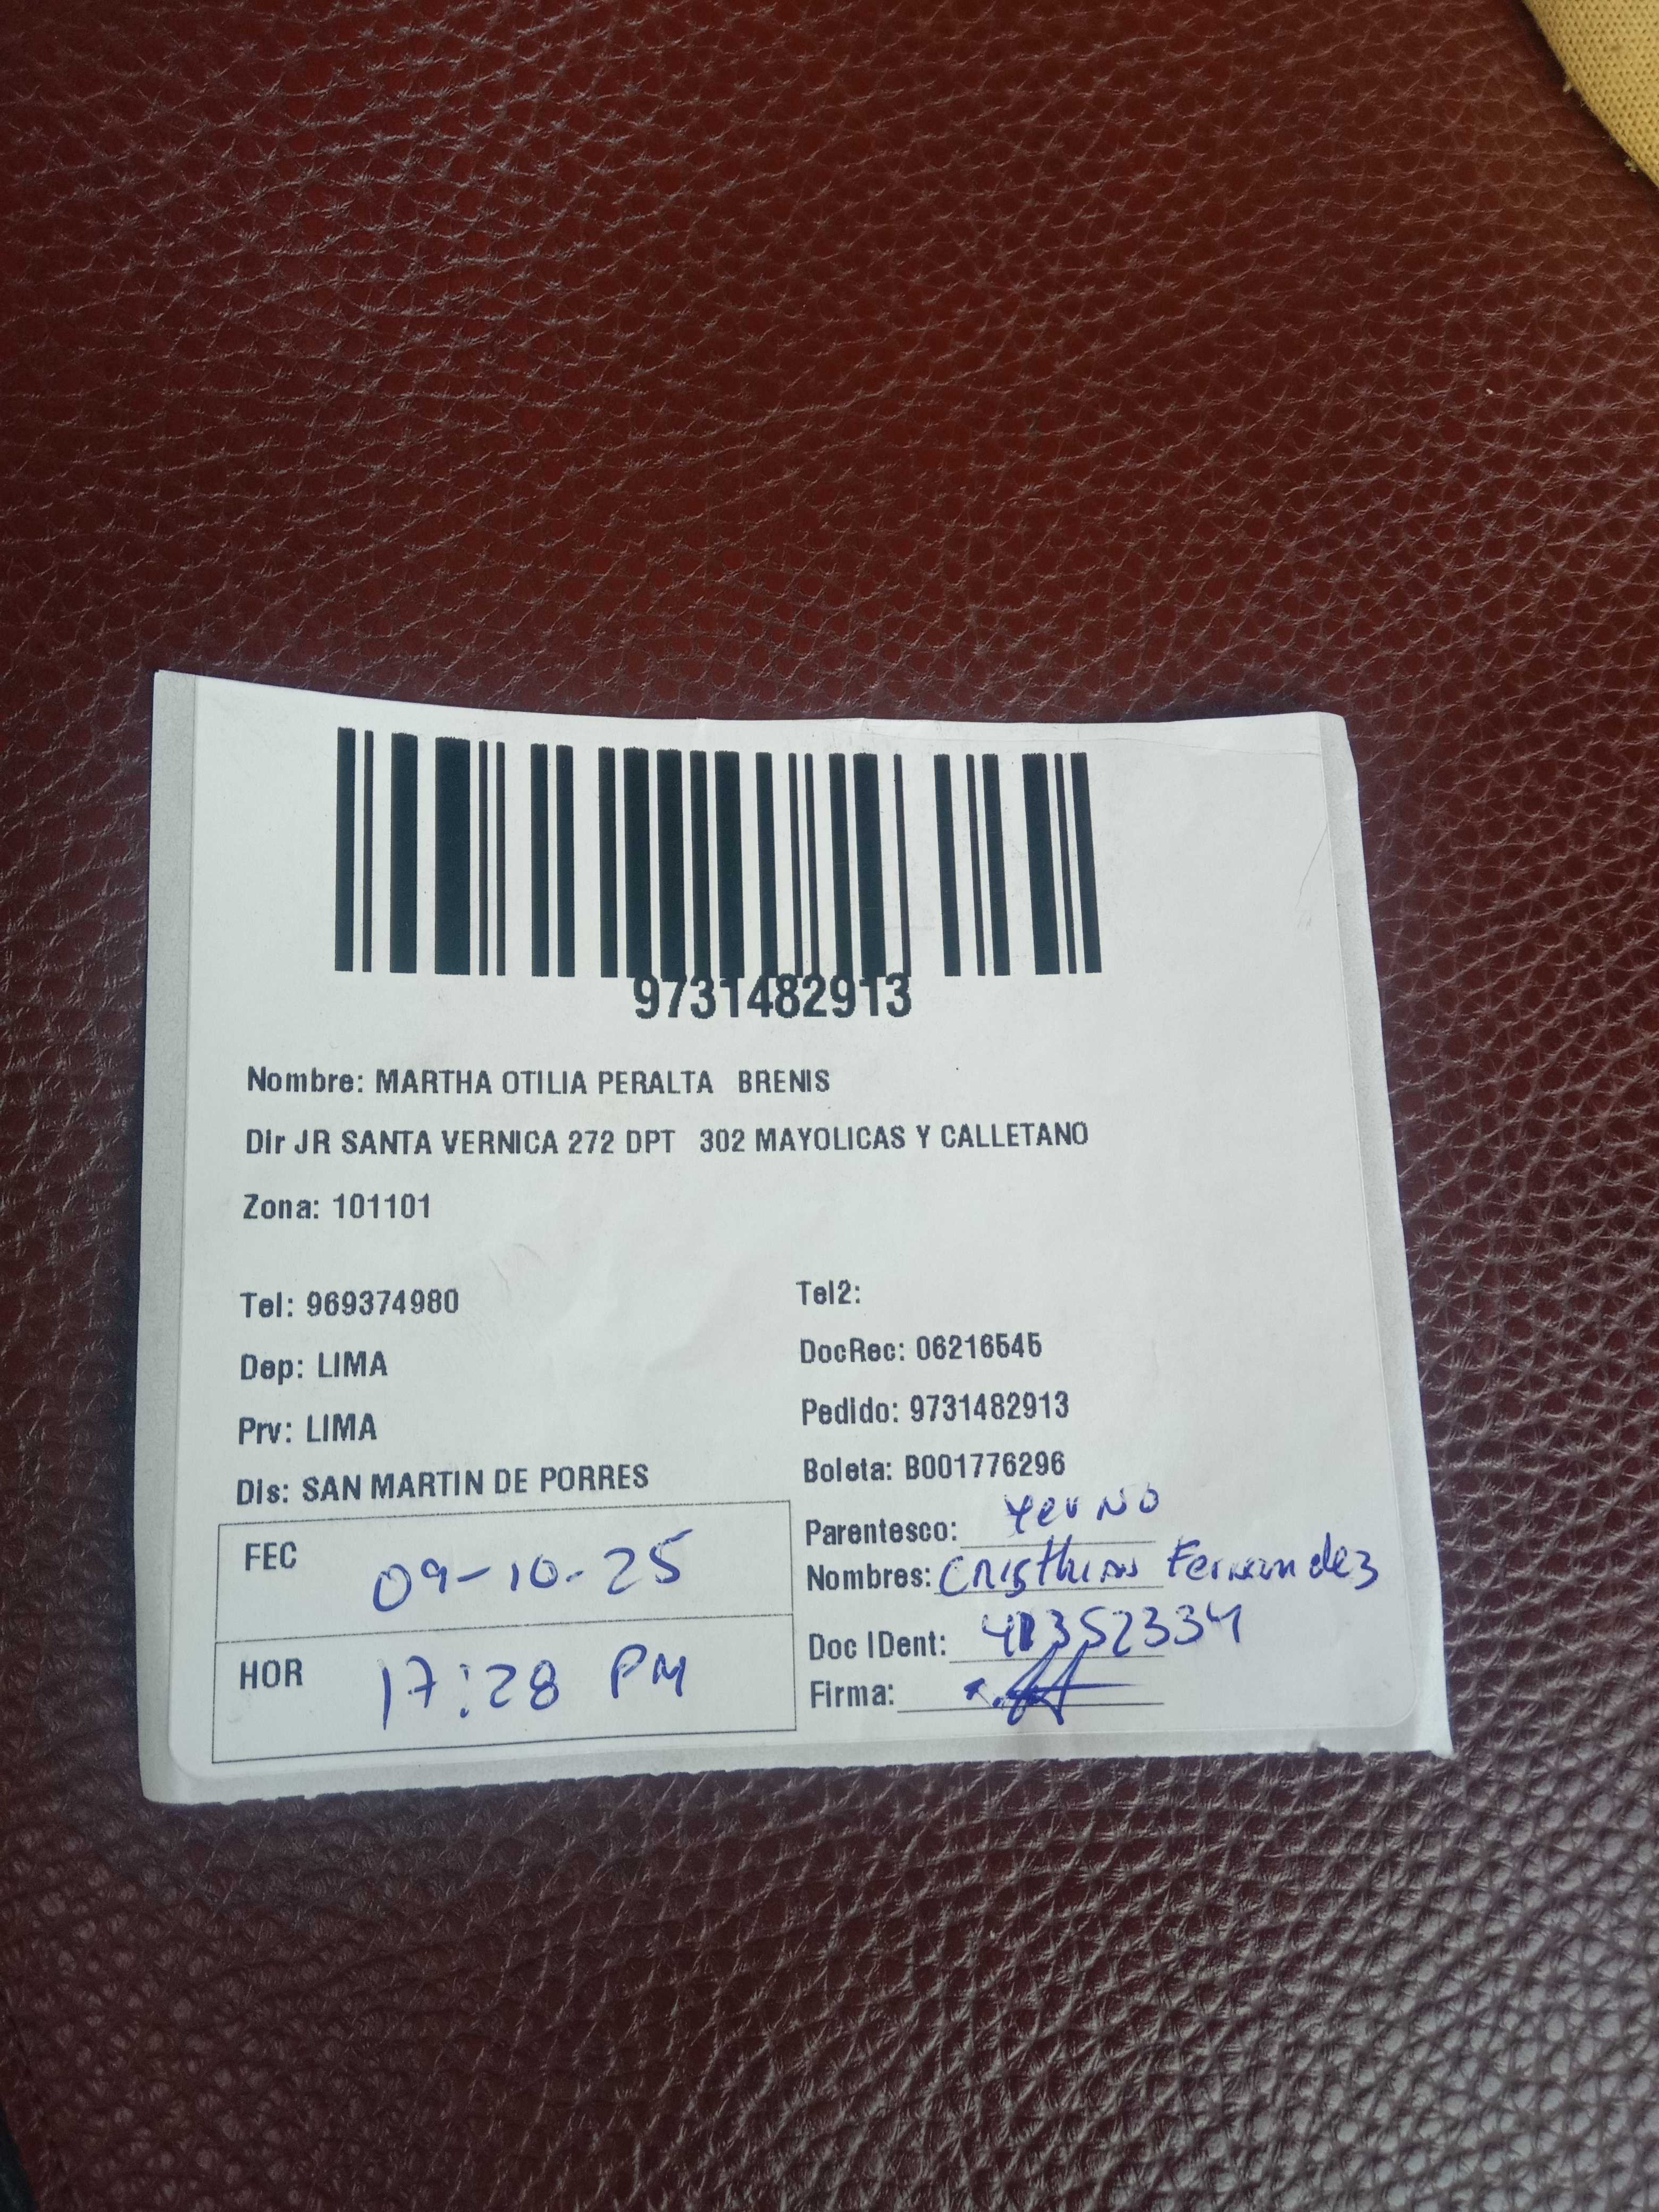 9731482913
Nombre: MARTHA OTILIA PERALTA BRENIS
Dir JR SANTA VERNICA 272 DPT 302 MAYOLICAS Y CALLETANO
Zona: 101101
Tel: 969374980 Tel2:
Dep: LIMA DocRec: 06216545
Prv: LIMA Pedido: 9731482913
Dis: SAN MARTIN DE PORRES Boleta: B001776296
Parentesco: Yerno
FEC 09-10-25 Nombres: Cristhian Fernandez
Doc IDent: 41352334
HOR 17:28 PM Firma: